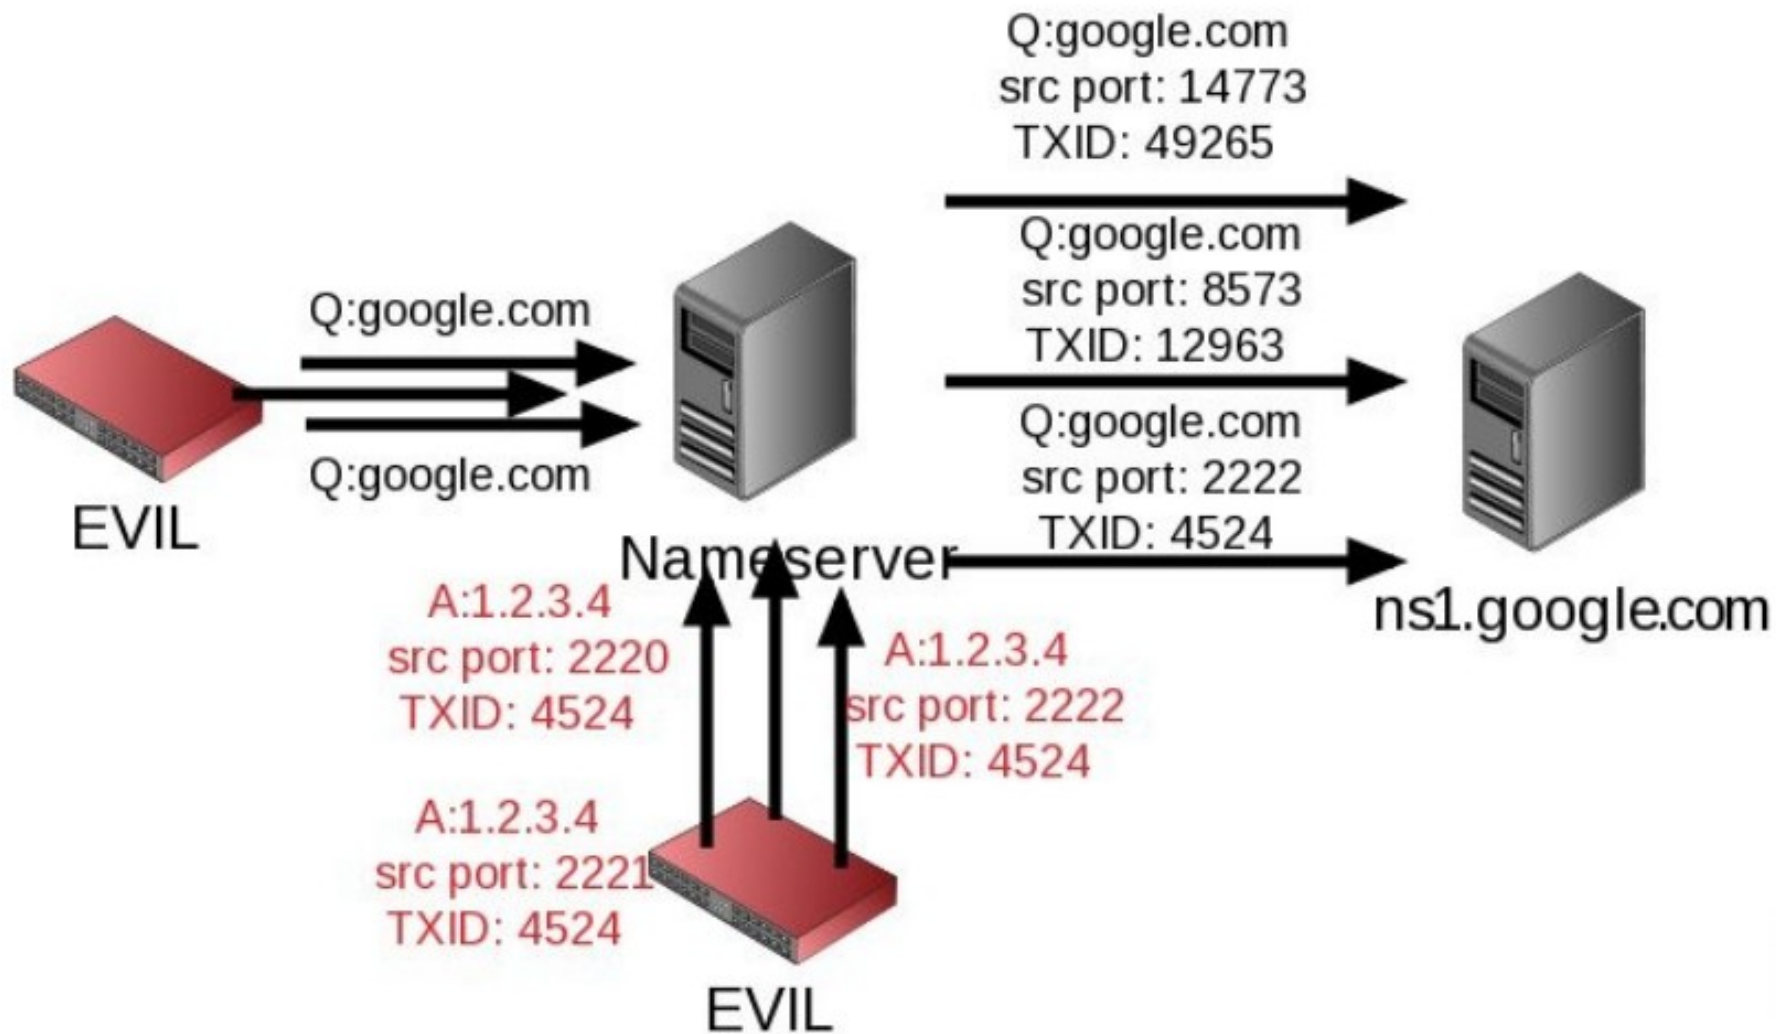 Q:google.com
src port: 14773
TXID: 49265
Q:google.com
src port: 8573
TXID: 12963
Q:google.com
Q:google.com
src port: 2222
TXID: 4524
Q:google.com
EVIL
Nameserver
ns1.google.com
A:1.2.3.4
src port: 2220
TXID: 4524
A:1.2.3.4
src port: 2222
TXID: 4524
A:1.2.3.4
src port: 2221
TXID: 4524
EVIL